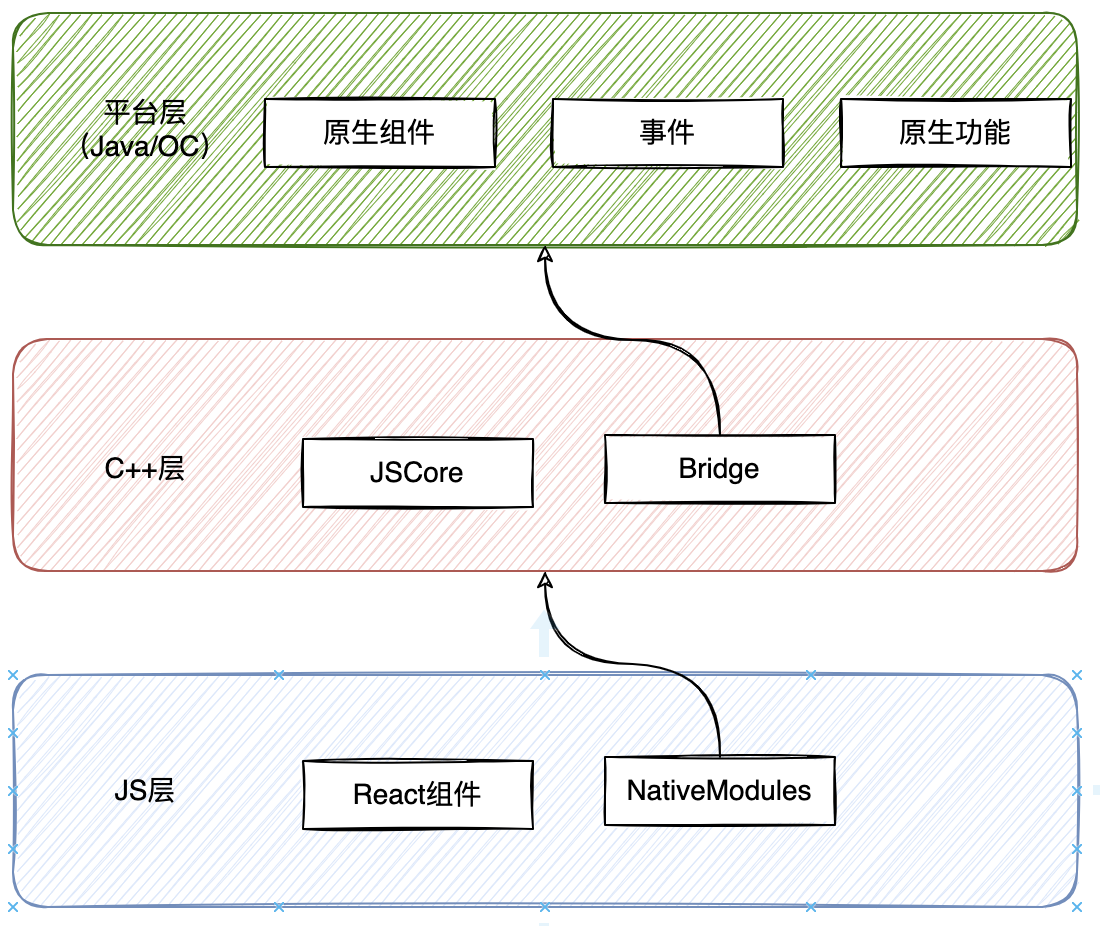 平台层
(Java/OC)
原生组件
事件
原生功能
C++层
JSCore
Bridge
JS层
React组件
NativeModules